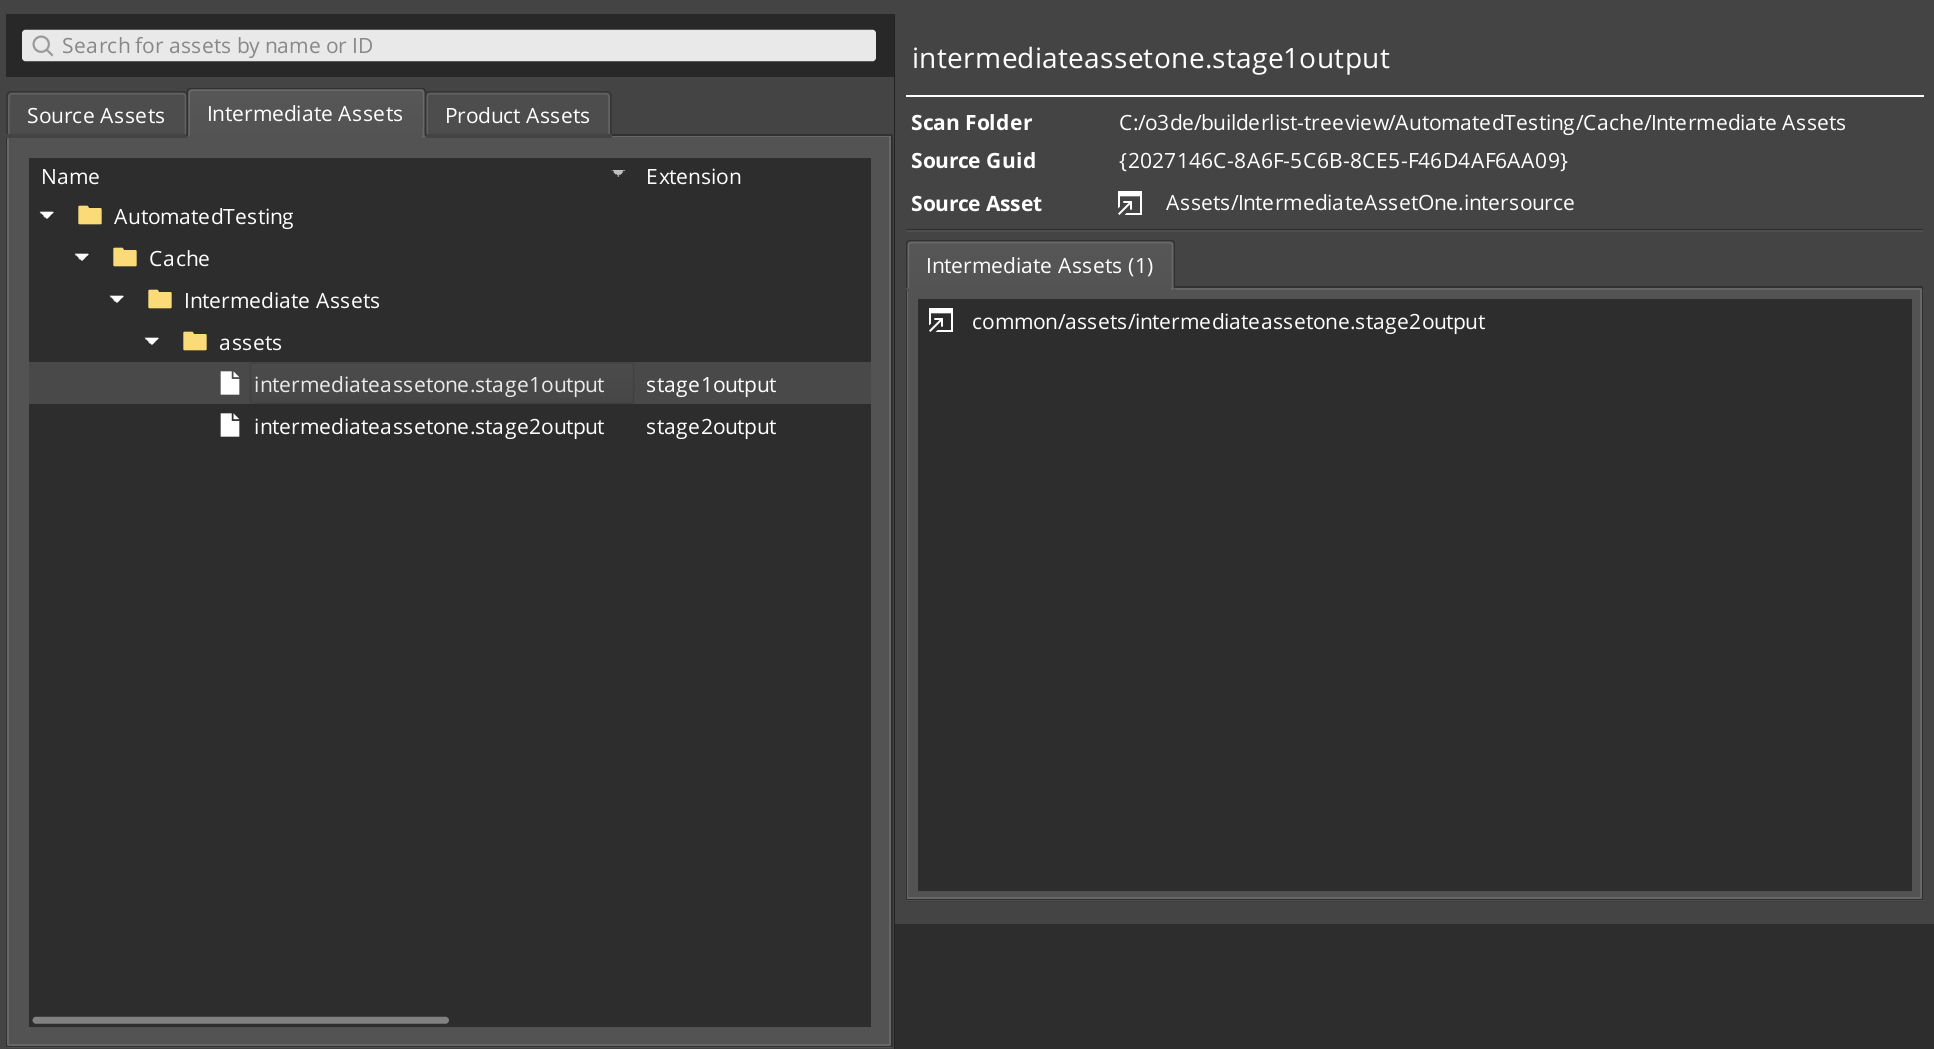 Search for assets by name or ID
Source Assets
Intermediate Assets
Product Assets
Name
Extension
AutomatedTesting
Cache
Intermediate Assets
assets
intermediateassetone.stage1output stage1output
intermediateassetone.stage2output stage2output
intermediateassetone.stage1output
Scan Folder C:/o3de/builderlist-treeview/AutomatedTesting/Cache/Intermediate Assets
Source Guid {2027146C-8A6F-5C6B-8CE5-F46D4AF6AA09}
Source Asset Assets/IntermediateAssetOne.intersource
Intermediate Assets (1)
common/assets/intermediateassetone.stage2output